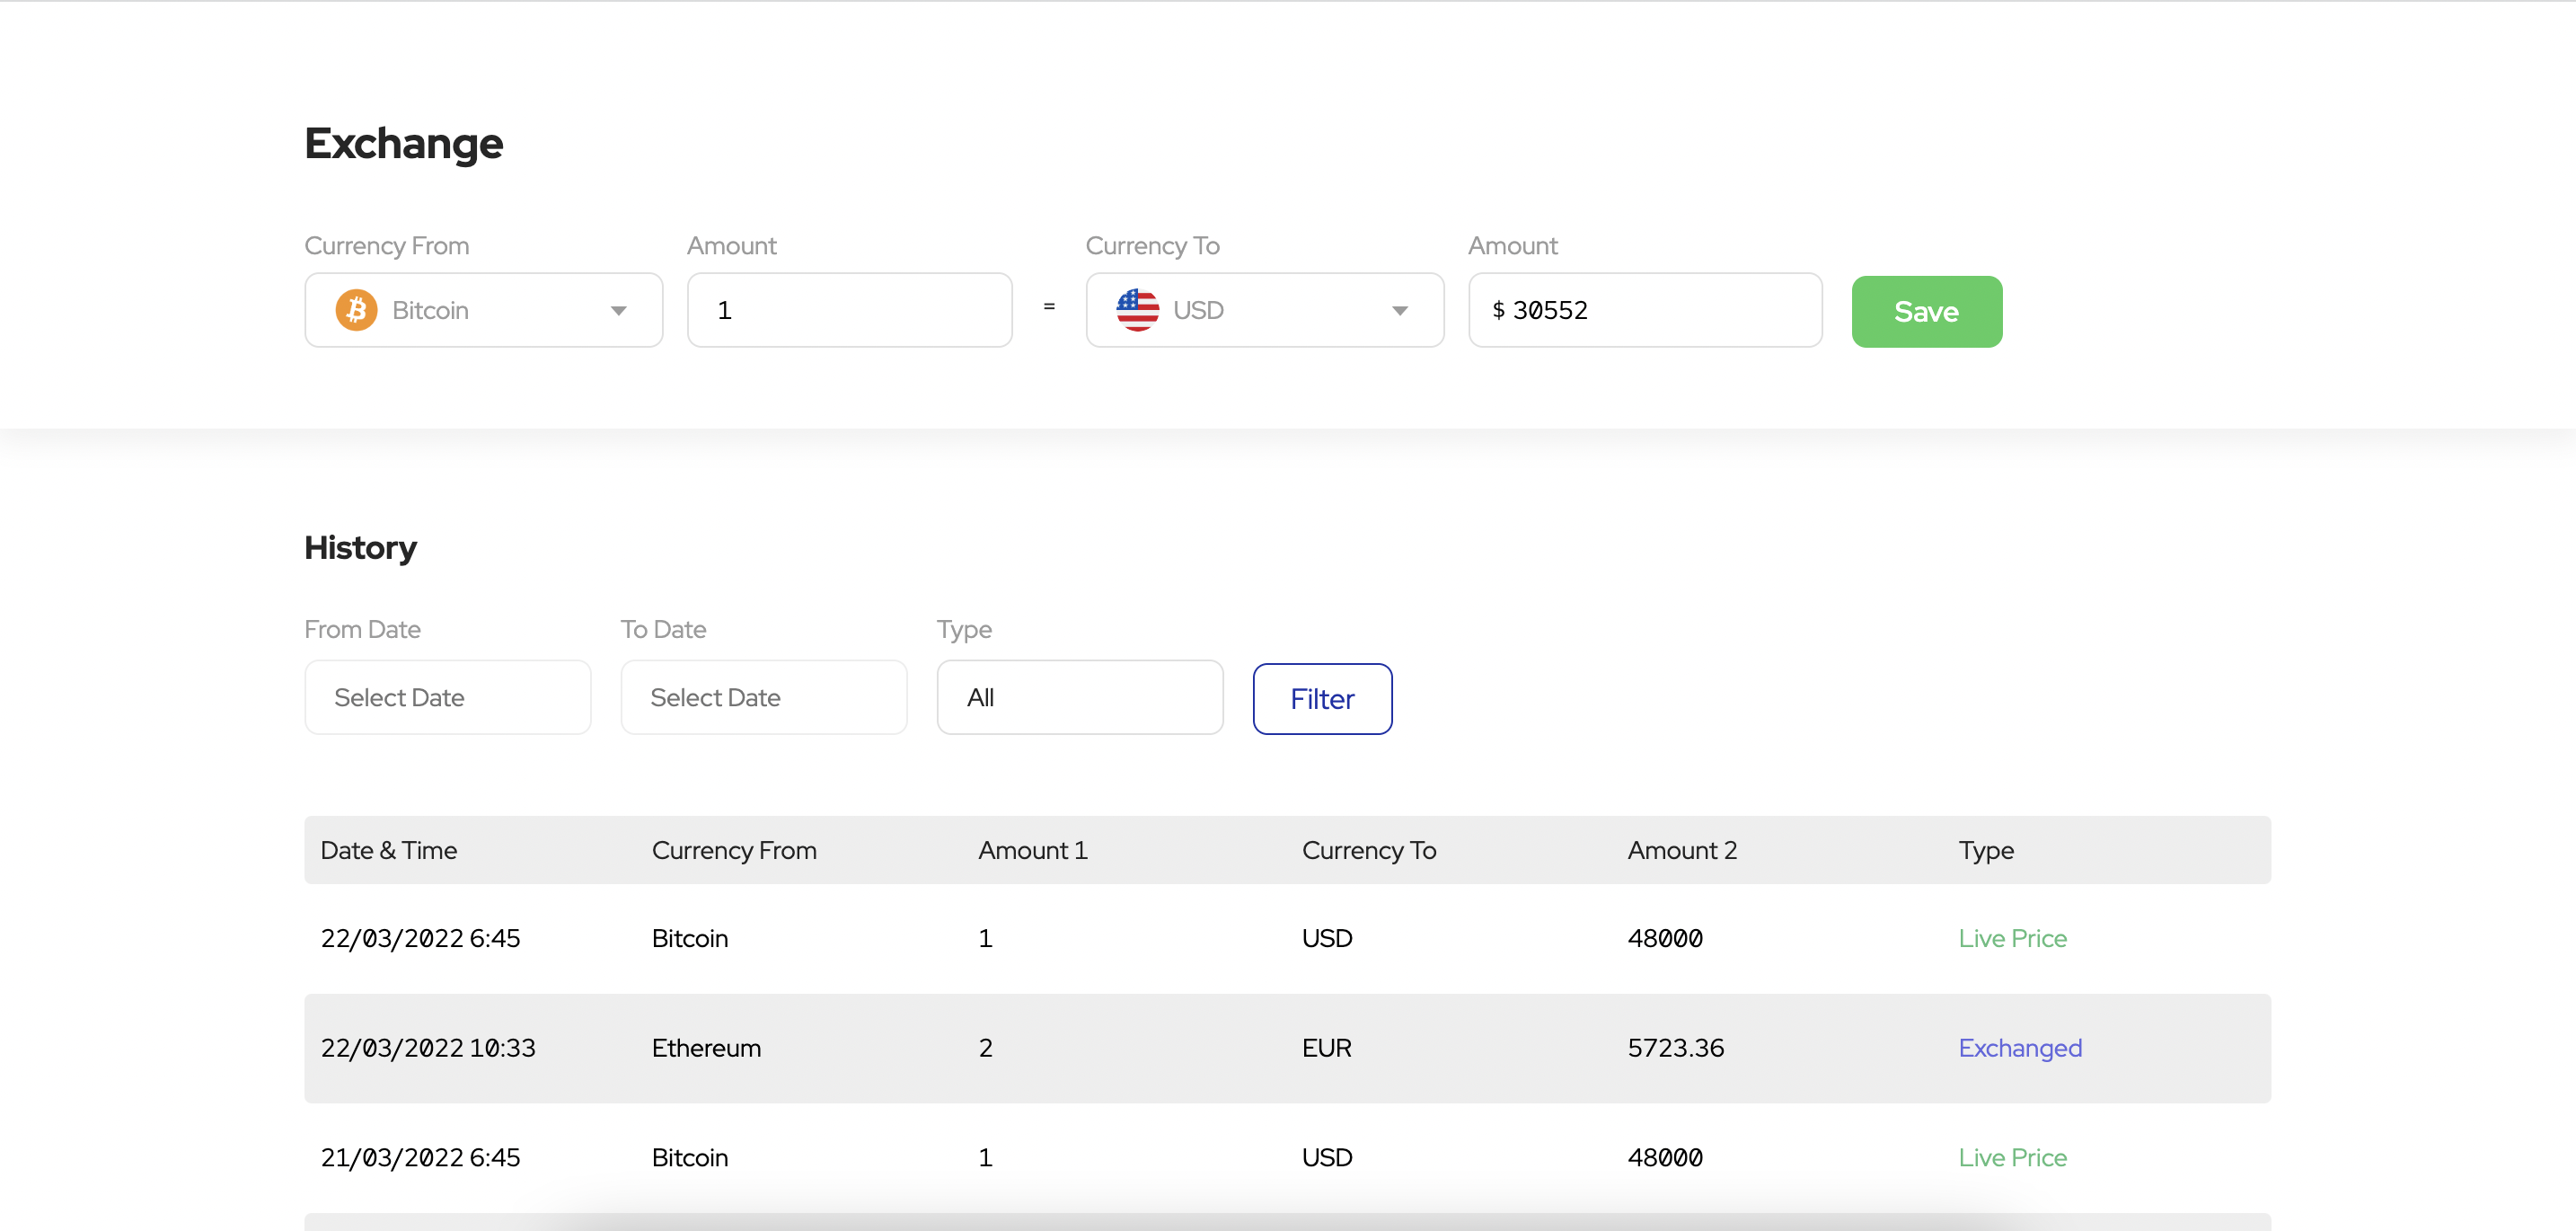 Exchange
Currency From Amount Currency To Amount
Bitcoin 1 = USD $ 30552 Save
History
From Date To Date Type
Select Date Select Date All Filter
Date & Time Currency From Amount 1 Currency To Amount 2 Type
22/03/2022 6:45 Bitcoin 1 USD 48000 Live Price
22/03/2022 10:33 Ethereum 2 EUR 5723.36 Exchanged
21/03/2022 6:45 Bitcoin 1 USD 48000 Live Price